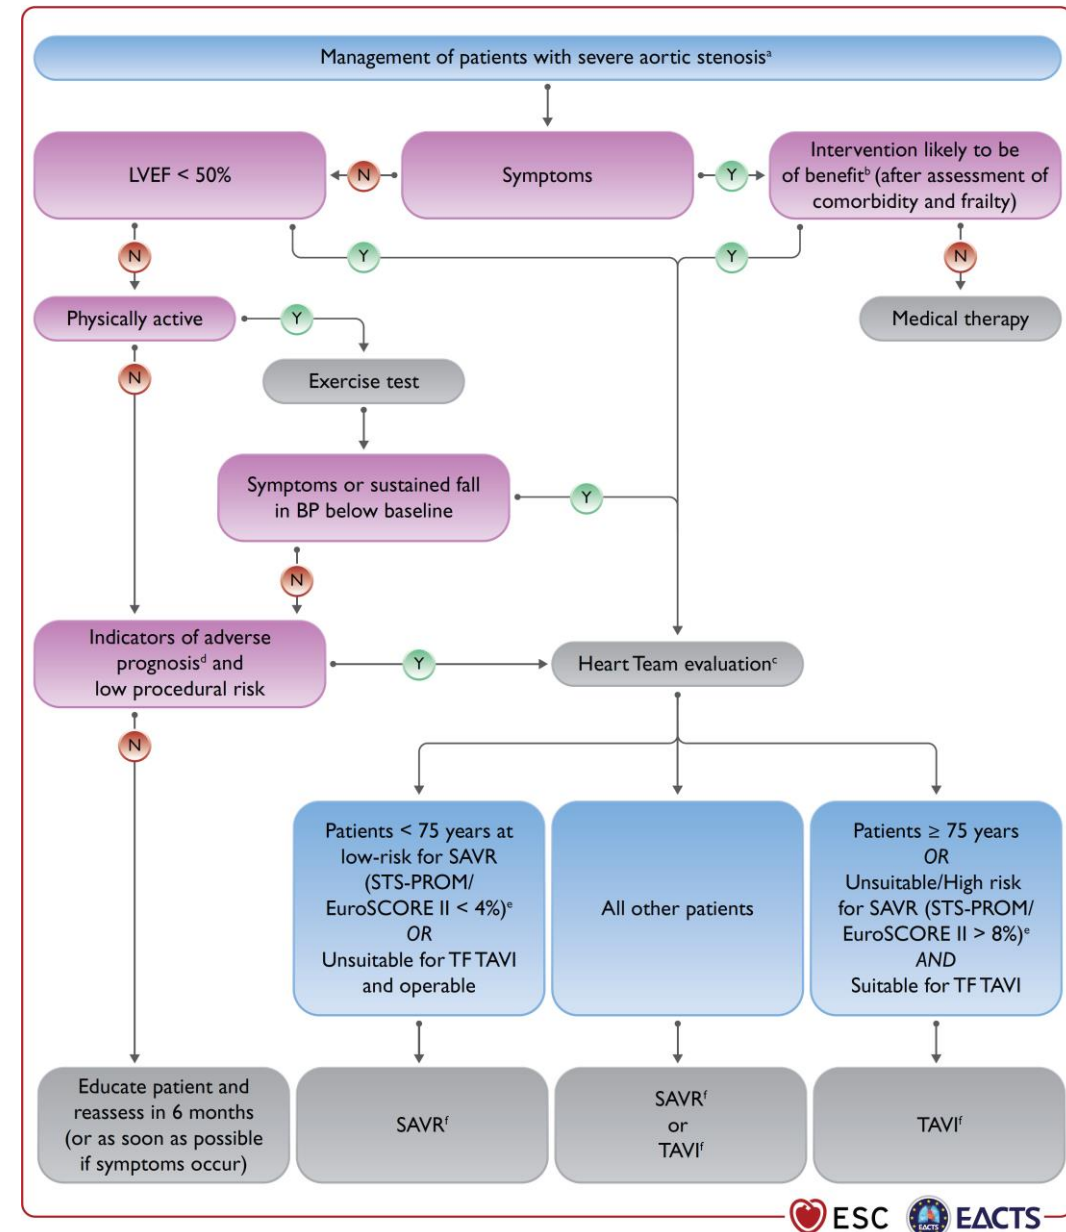 Management of patients with severe aortic stenosisᵃ
LVEF < 50%
N
Symptoms
Y
Intervention likely to be
of benefitᵇ (after assessment of
comorbidity and frailty)
N
Y
Y
N
Physically active
Y
Medical therapy
N
Exercise test
Symptoms or sustained fall
in BP below baseline
Y
N
Indicators of adverse
prognosisᵈ and
low procedural risk
Y
Heart Team evaluationᶜ
N
Patients < 75 years at
low-risk for SAVR
(STS-PROM/
EuroSCORE II < 4%)ᵉ
OR
Unsuitable for TF TAVI
and operable
All other patients
Patients ≥ 75 years
OR
Unsuitable/High risk
for SAVR (STS-PROM/
EuroSCORE II > 8%)ᵉ
AND
Suitable for TF TAVI
Educate patient and
reassess in 6 months
(or as soon as possible
if symptoms occur)
SAVRᶠ
SAVRᶠ
or
TAVIᶠ
TAVIᶠ
ESC
EACTS